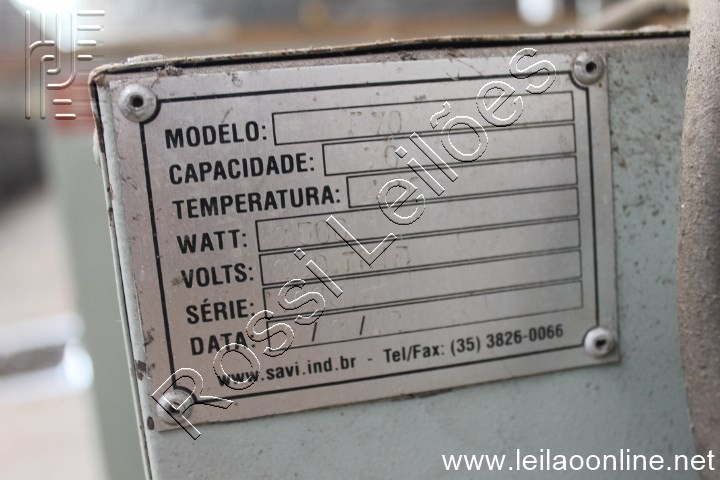 MODÉLO:
CAPACIDADE:
TEMPERATURA:
WATT:
VOLTS:
SÉRIE:
DATA: / /
www.savi.ind.br - Tel/Fax: (35) 3826-0066
Rossi Leilões
www.leilaoonline.net